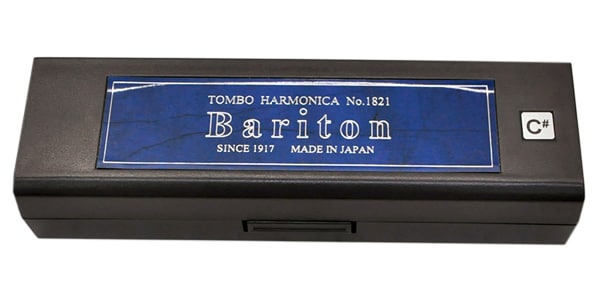 TOMBO HARMONICA No.1821
Bariton
SINCE 1917 MADE IN JAPAN
C#